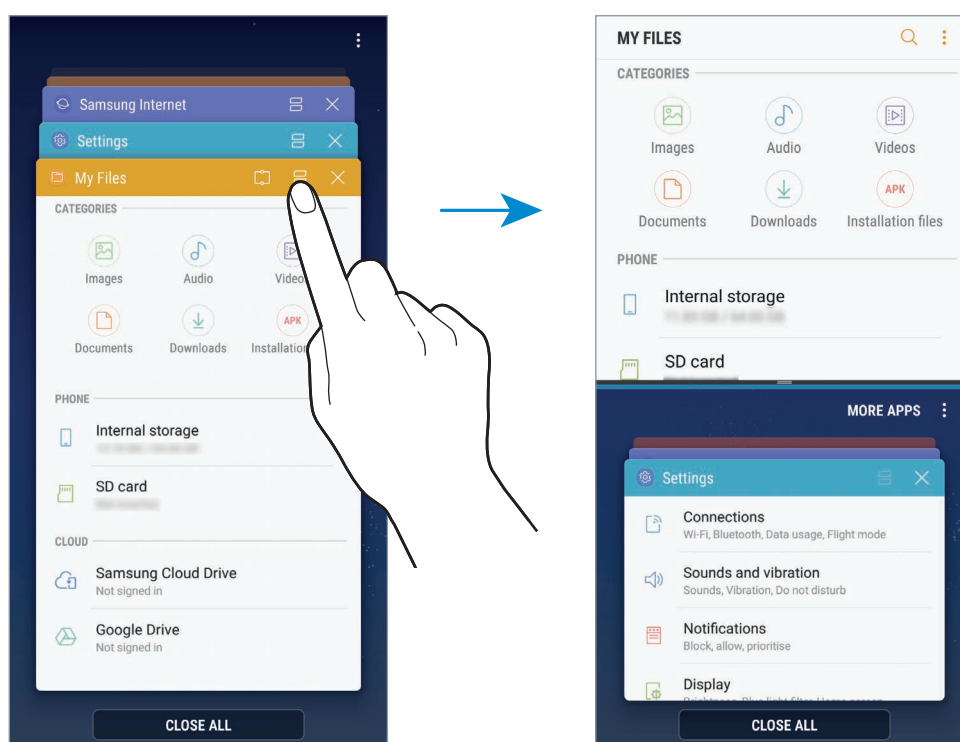 Samsung Internet
Settings
My Files
CATEGORIES
Images
Audio
Documents
Downloads
APK
PHONE
Internal storage
SD card
CLOUD
Samsung Cloud Drive
Not signed in
Google Drive
Not signed in
CLOSE ALL
MY FILES
CATEGORIES
Images
Audio
Videos
APK
Documents
Downloads
Installation files
PHONE
Internal storage
SD card
MORE APPS
Settings
Connections
Wi-Fi, Bluetooth, Data usage, Flight mode
Sounds and vibration
Sounds, Vibration, Do not disturb
Notifications
Block, allow, prioritise
Display
CLOSE ALL